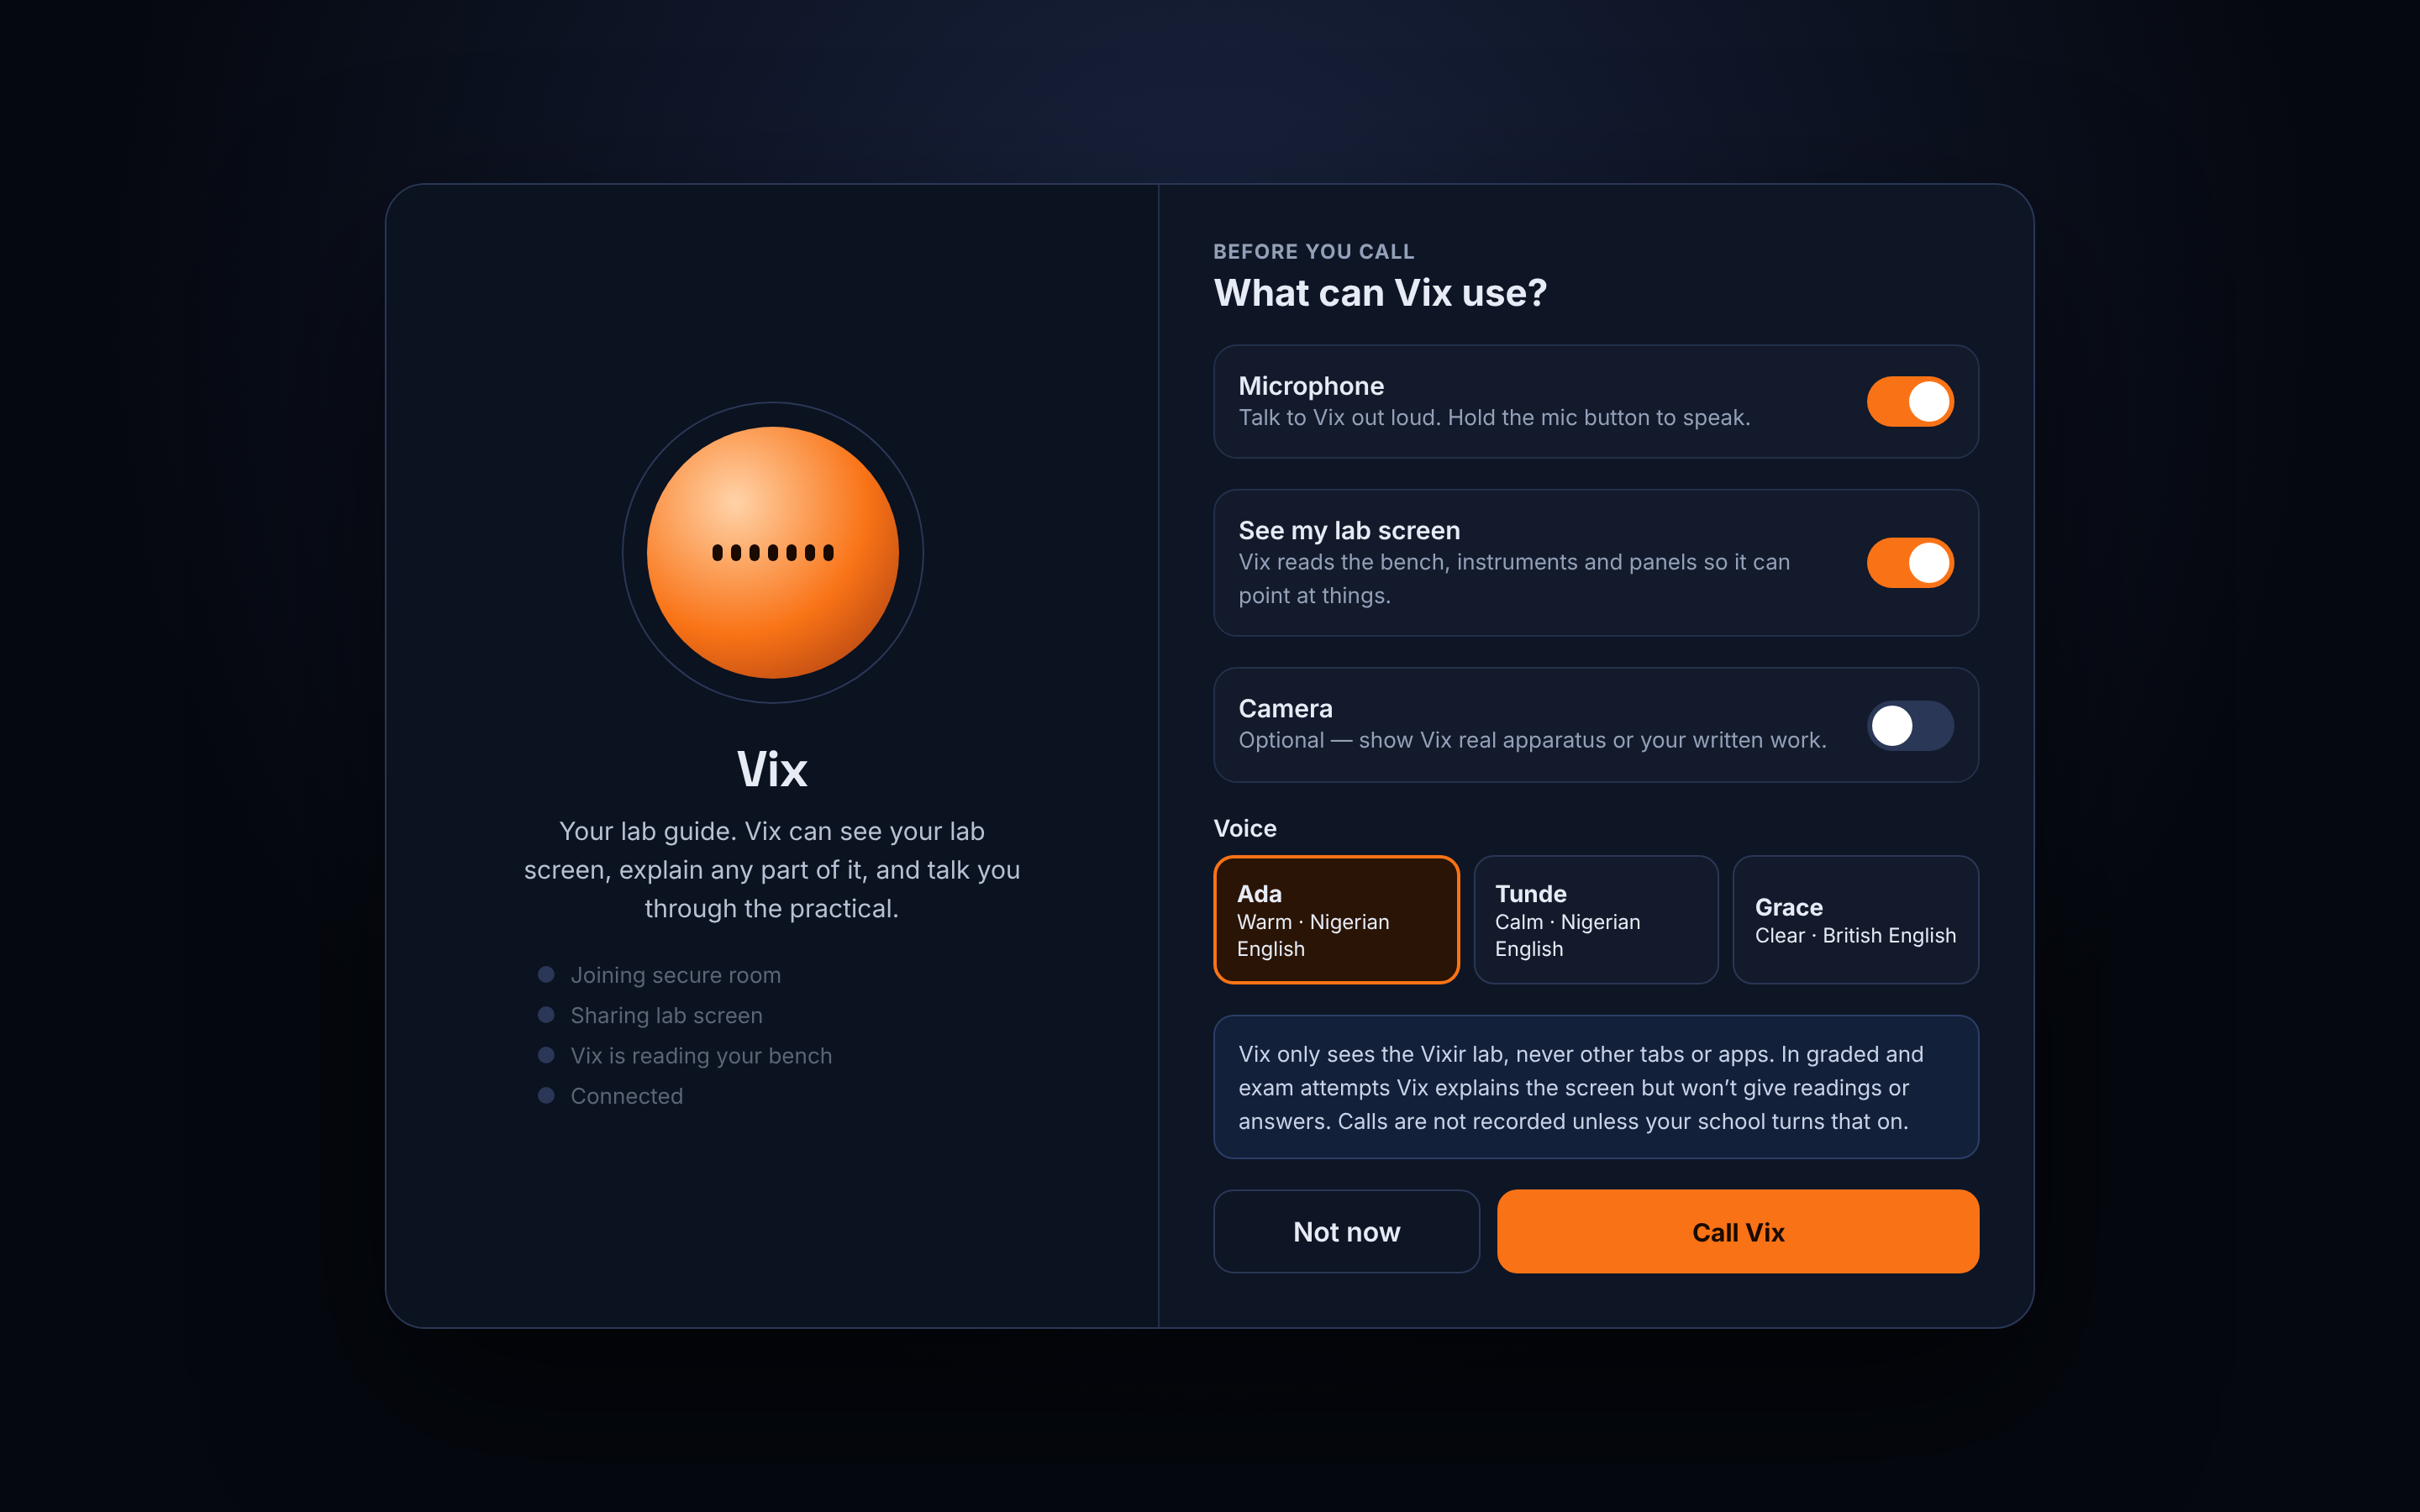 Vix
Your lab guide. Vix can see your lab
screen, explain any part of it, and talk you
through the practical.
Joining secure room
Sharing lab screen
Vix is reading your bench
Connected
BEFORE YOU CALL
What can Vix use?
Microphone
Talk to Vix out loud. Hold the mic button to speak.
See my lab screen
Vix reads the bench, instruments and panels so it can
point at things.
Camera
Optional — show Vix real apparatus or your written work.
Voice
Ada
Warm · Nigerian
English
Tunde
Calm · Nigerian
English
Grace
Clear · British English
Vix only sees the Vixir lab, never other tabs or apps. In graded and
exam attempts Vix explains the screen but won’t give readings or
answers. Calls are not recorded unless your school turns that on.
Not now
Call Vix